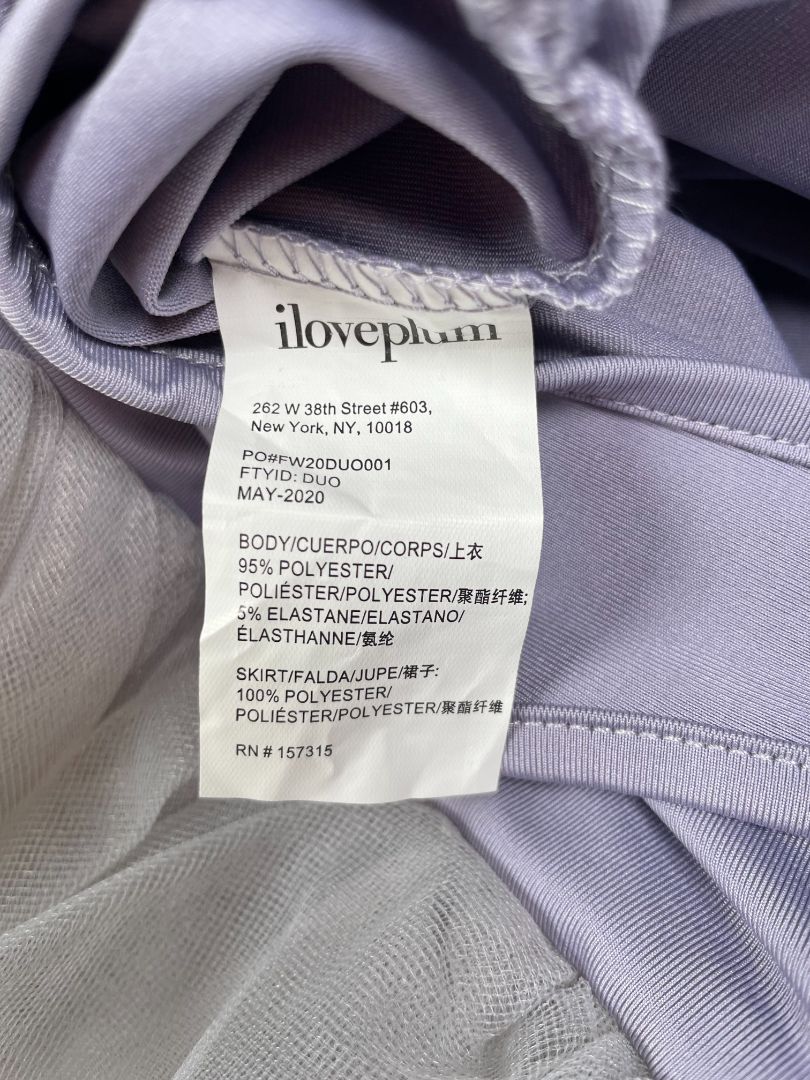 iloveplum
262 W 38th Street #603,
New York, NY, 10018
PO#FW20DUO001
FTYID: DUO
MAY-2020
BODY/CUERPO/CORPS/上衣
95% POLYESTER/
POLIÉSTER/POLYESTER/聚酯纤维;
5% ELASTANE/ELASTANO/
ÉLASTHANNE/氨纶
SKIRT/FALDA/JUPE/裙子:
100% POLYESTER/
POLIÉSTER/POLYESTER/聚酯纤维
RN # 157315